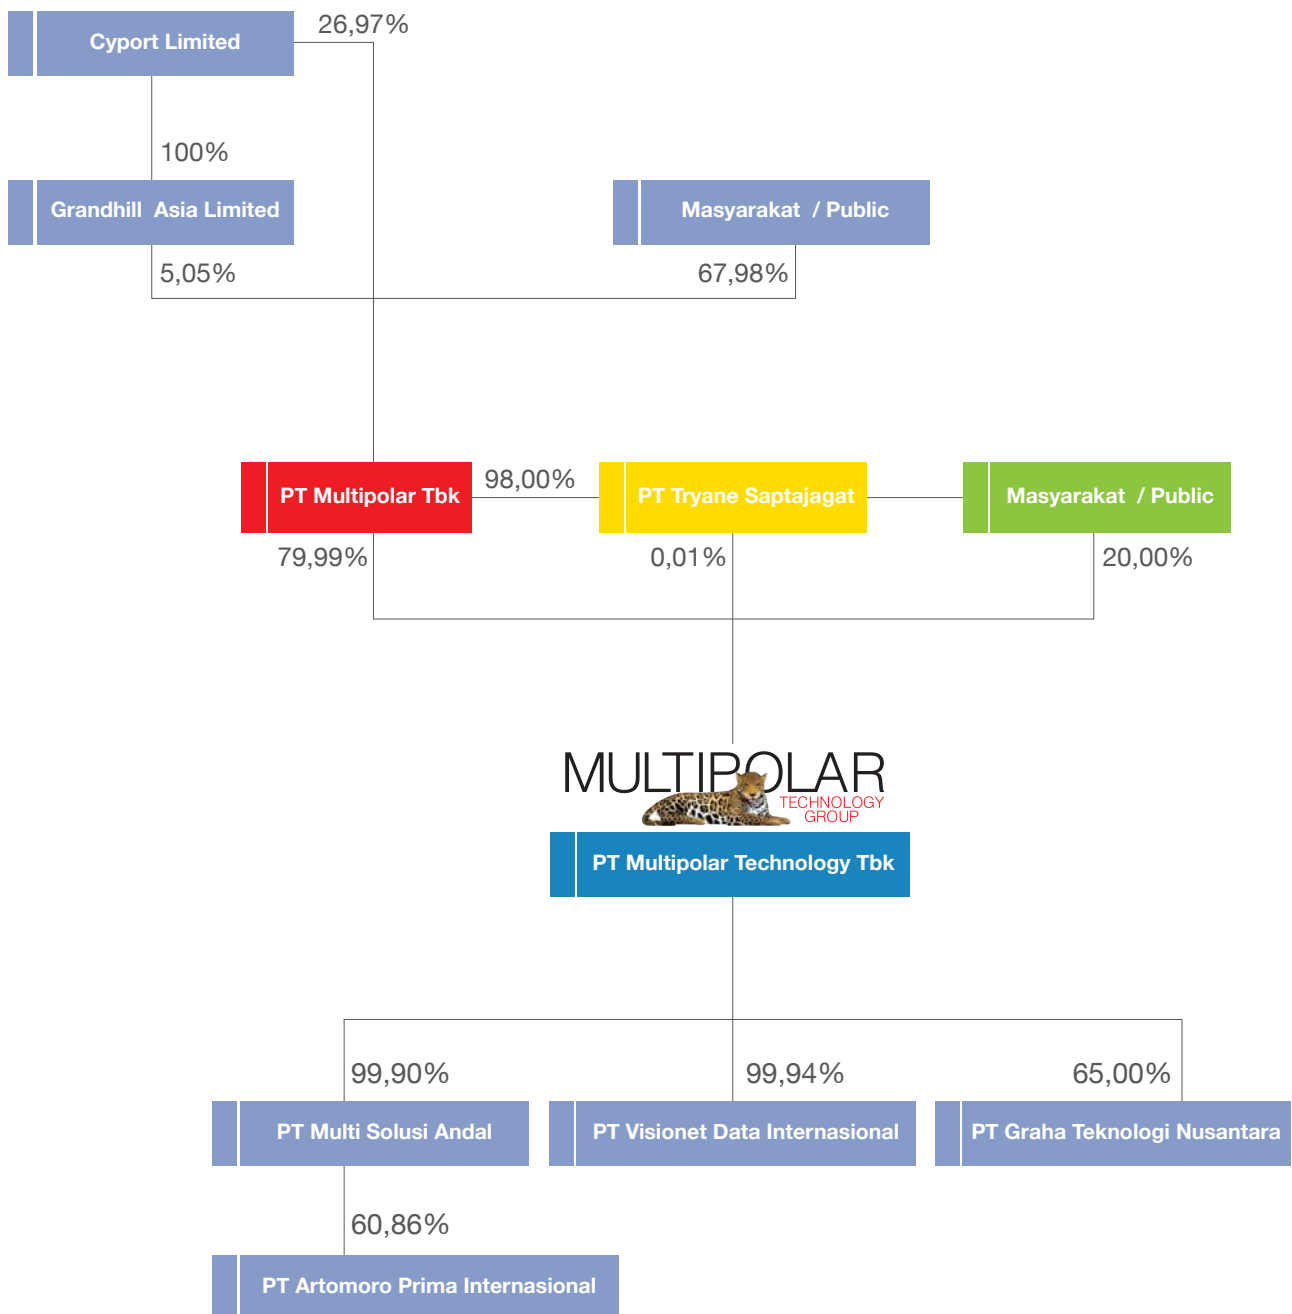 Cyport Limited
26,97%
100%
Grandhill Asia Limited
Masyarakat / Public
5,05%
67,98%
PT Multipolar Tbk
98,00%
PT Tryane Saptajagat
Masyarakat / Public
79,99%
0,01%
20,00%
MULTIPOLAR
TECHNOLOGY
GROUP
PT Multipolar Technology Tbk
99,90%
99,94%
65,00%
PT Multi Solusi Andal
PT Visionet Data Internasional
PT Graha Teknologi Nusantara
60,86%
PT Artomoro Prima Internasional